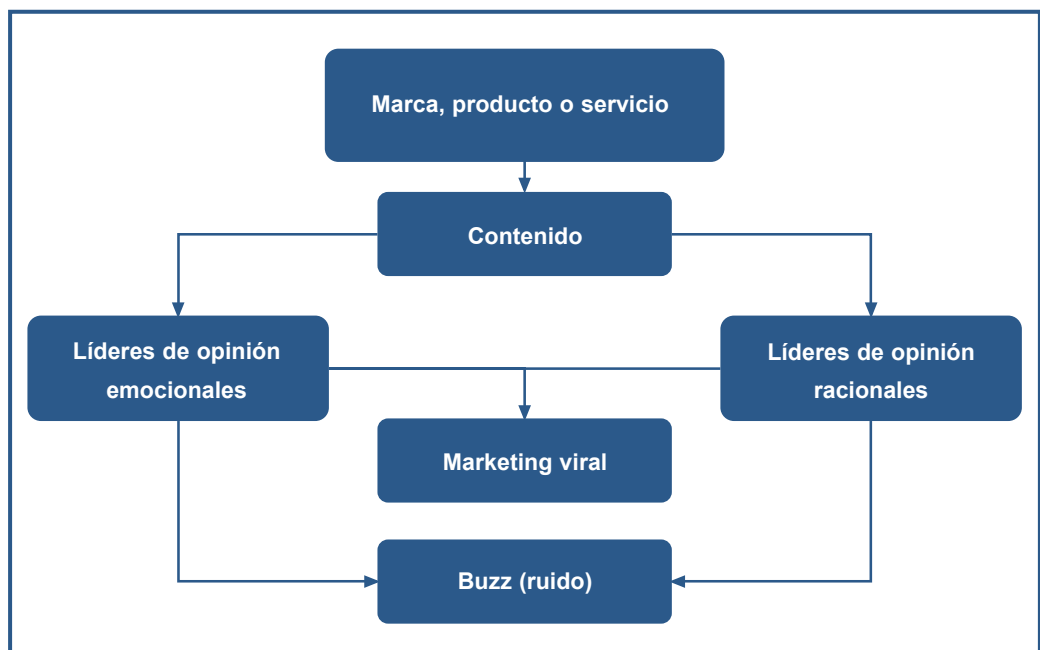 Marca, producto o servicio
Contenido
Líderes de opinión
emocionales
Líderes de opinión
racionales
Marketing viral
Buzz (ruido)